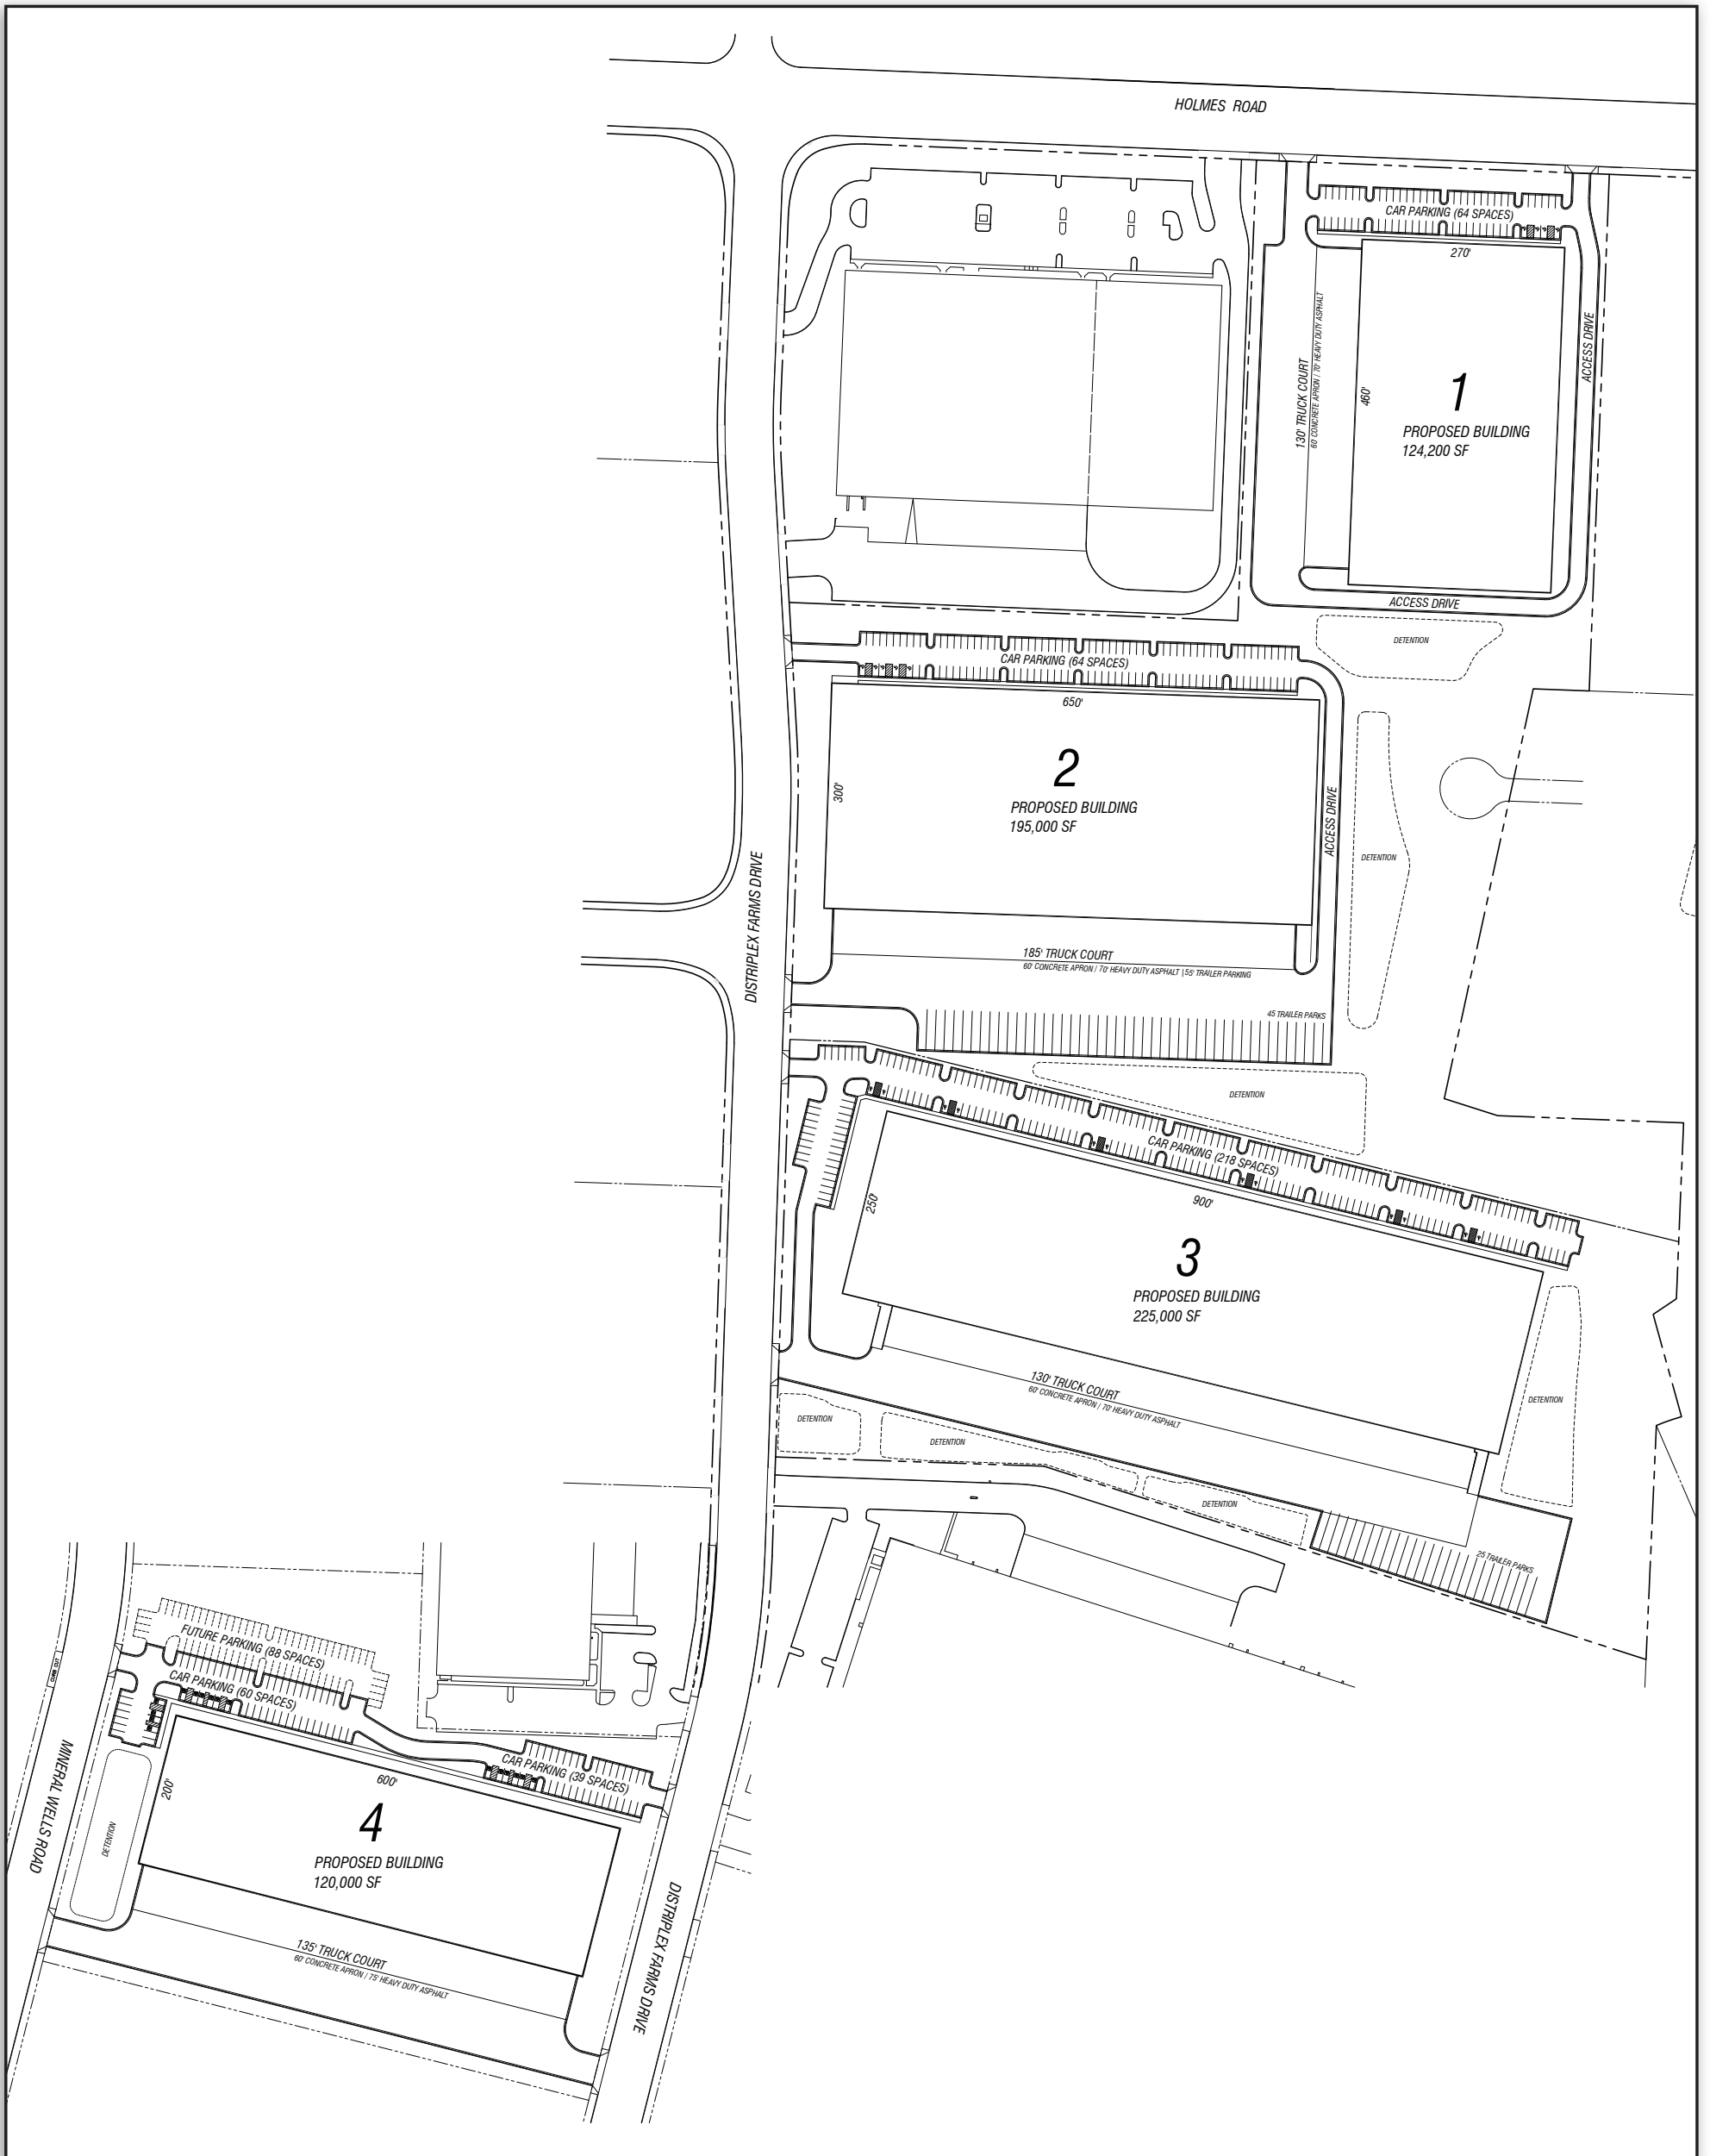 HOLMES ROAD
CAR PARKING (64 SPACES)
270'
460'
130' TRUCK COURT
60' CONCRETE APRON / 70' HEAVY DUTY ASPHALT
ACCESS DRIVE
1
PROPOSED BUILDING
124,200 SF
ACCESS DRIVE
DETENTION
CAR PARKING (64 SPACES)
650'
300'
2
PROPOSED BUILDING
195,000 SF
ACCESS DRIVE
DETENTION
DISTRIPLEX FARMS DRIVE
185' TRUCK COURT
60' CONCRETE APRON / 70' HEAVY DUTY ASPHALT | 55' TRAILER PARKING
45 TRAILER PARKS
DETENTION
CAR PARKING (218 SPACES)
900'
250'
3
PROPOSED BUILDING
225,000 SF
130' TRUCK COURT
60' CONCRETE APRON / 70' HEAVY DUTY ASPHALT
DETENTION
DETENTION
DETENTION
DETENTION
25 TRAILER PARKS
FUTURE PARKING (88 SPACES)
CAR PARKING (60 SPACES)
CURB CUT
CAR PARKING (39 SPACES)
MINERAL WELLS ROAD
600'
200'
4
PROPOSED BUILDING
120,000 SF
DETENTION
135' TRUCK COURT
60' CONCRETE APRON / 75' HEAVY DUTY ASPHALT
DISTRIPLEX FARMS DRIVE